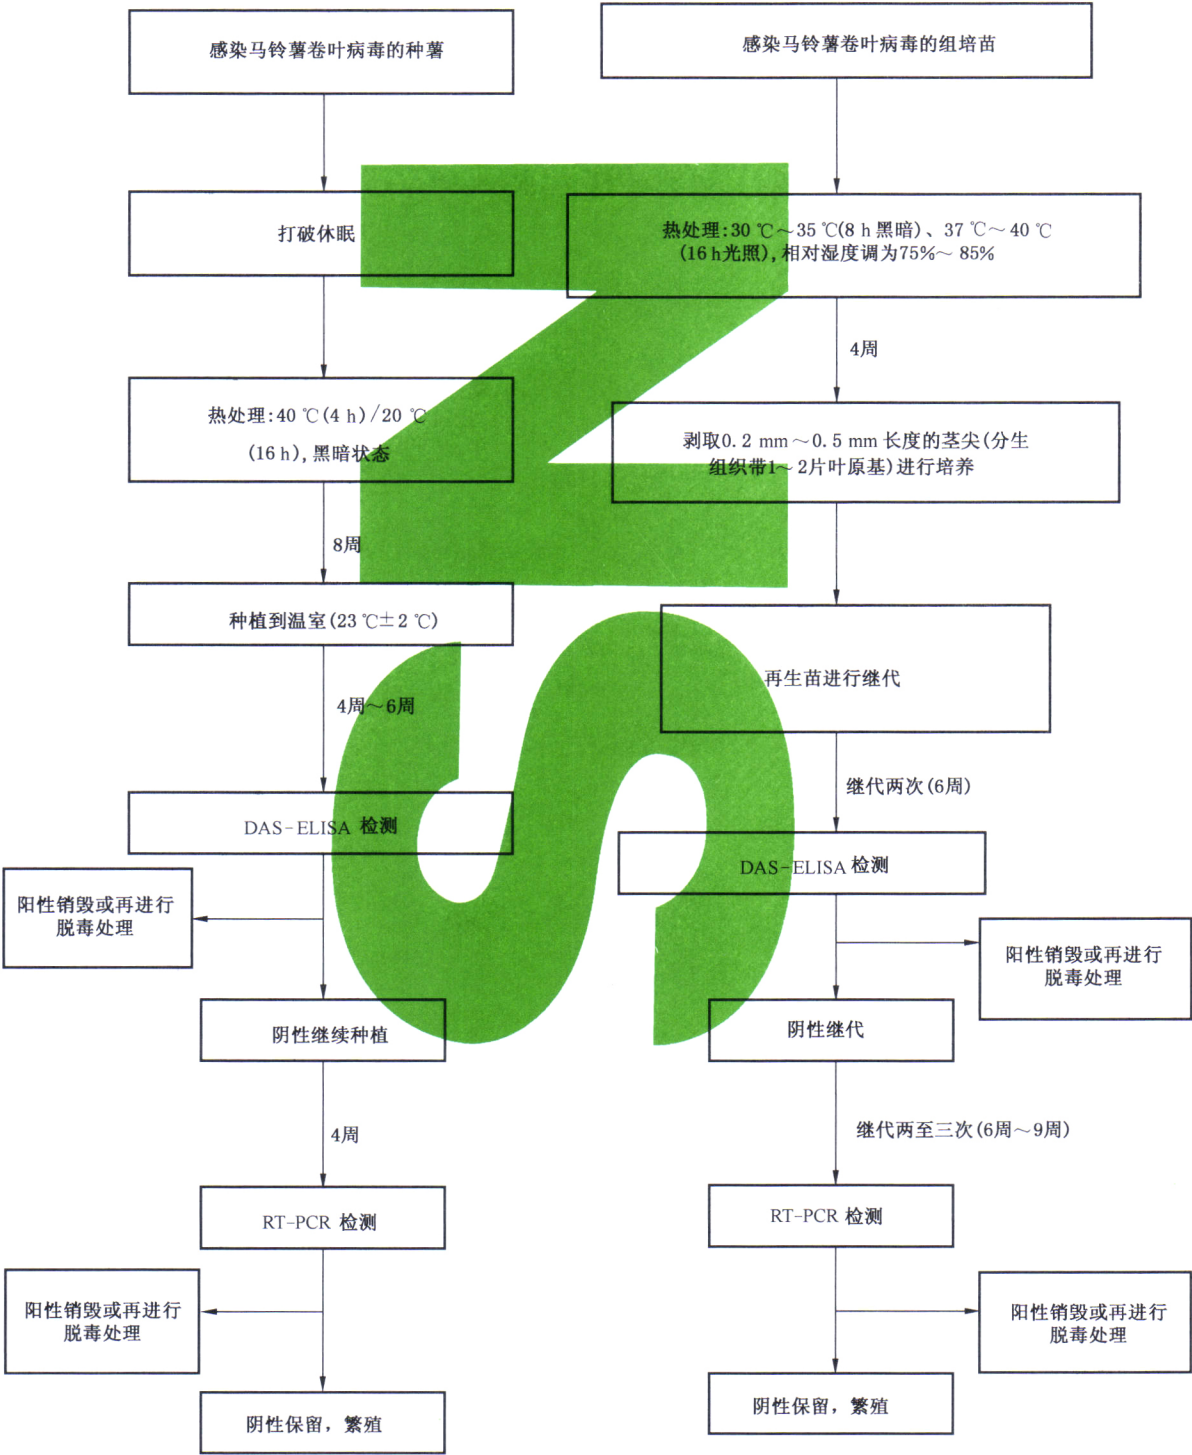 感染马铃薯卷叶病毒的种薯
打破休眠
热处理:40 ℃(4 h)/20 ℃
(16 h),黑暗状态
8周
种植到温室(23 ℃±2 ℃)
4周～6周
DAS-ELISA 检测
阳性销毁或再进行
脱毒处理
阴性继续种植
4周
RT-PCR 检测
阳性销毁或再进行
脱毒处理
阴性保留，繁殖
感染马铃薯卷叶病毒的组培苗
热处理:30 ℃～35 ℃(8 h 黑暗)、37 ℃～40 ℃
(16 h光照),相对湿度调为75%～85%
4周
剥取0.2 mm～0.5 mm 长度的茎尖(分生
组织带1～2片叶原基)进行培养
再生苗进行继代
继代两次(6周)
DAS-ELISA 检测
阳性销毁或再进行
脱毒处理
阴性继代
继代两至三次(6周～9周)
RT-PCR 检测
阳性销毁或再进行
脱毒处理
阴性保留，繁殖
SN